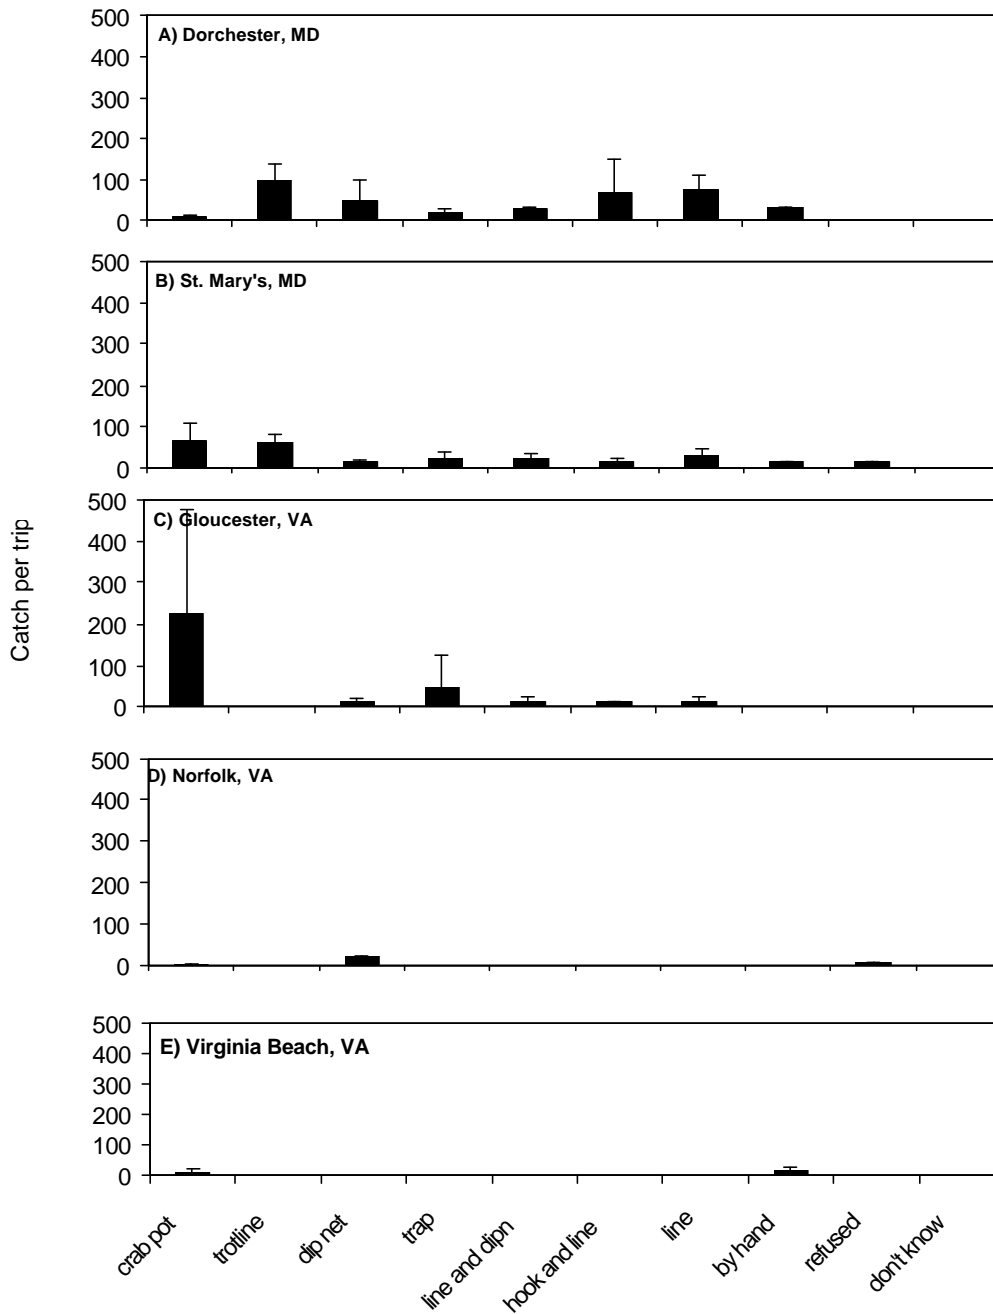 500
A) Dorchester, MD
400
300
200
100
0
500
B) St. Mary's, MD
400
300
200
100
0
500
C) Gloucester, VA
400
300
200
100
0
Catch per trip
500
D) Norfolk, VA
400
300
200
100
0
500
E) Virginia Beach, VA
400
300
200
100
0
crab pot
trotline
dip net
trap
line and dipn
hook and line
line
by hand
refused
don't know